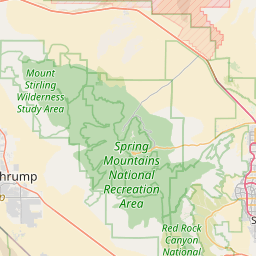 Mount
Stirling
Wilderness
Study Area
Spring
Mountains
National
Recreation
Area
hrump
Red Rock
Canyon
National